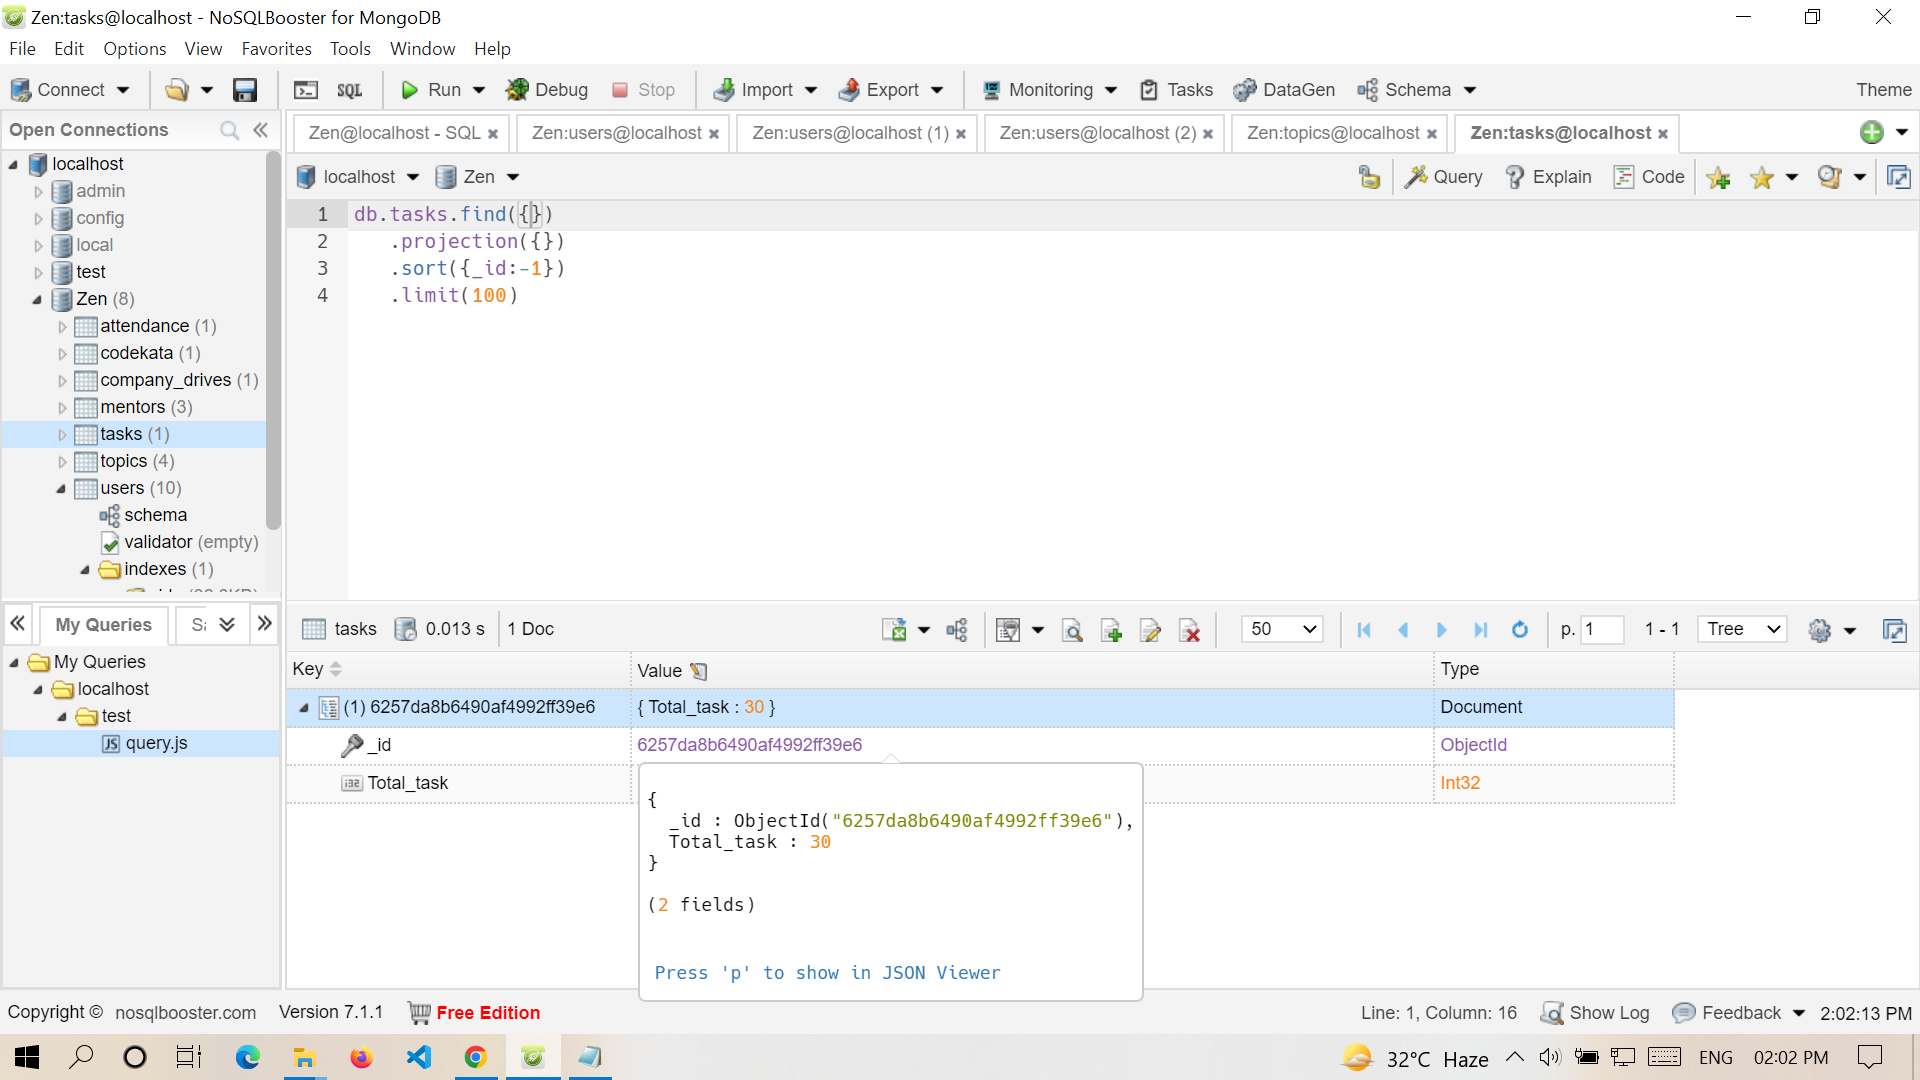 Zen:tasks@localhost - NoSQLBooster for MongoDB
File Edit Options View Favorites Tools Window Help
Connect SQL Run Debug Stop Import Export Monitoring Tasks DataGen Schema Theme
Open Connections
Zen@localhost - SQL Zen:users@localhost Zen:users@localhost (1) Zen:users@localhost (2) Zen:topics@localhost Zen:tasks@localhost
localhost Zen Query Explain Code
localhost
admin
config
local
test
Zen (8)
attendance (1)
codekata (1)
company_drives (1)
mentors (3)
tasks (1)
topics (4)
users (10)
schema
validator (empty)
indexes (1)
1 db.tasks.find({})
2 .projection({})
3 .sort({_id:-1})
4 .limit(100)
My Queries
My Queries
localhost
test
JS query.js
tasks 0.013 s 1 Doc 50 p. 1 1 - 1 Tree
Key Value Type
(1) 6257da8b6490af4992ff39e6 { Total_task : 30 } Document
_id 6257da8b6490af4992ff39e6 ObjectId
i32 Total_task Int32
{
_id : ObjectId("6257da8b6490af4992ff39e6"),
Total_task : 30
}
(2 fields)
Press 'p' to show in JSON Viewer
Copyright © nosqlbooster.com Version 7.1.1 Free Edition Line: 1, Column: 16 Show Log Feedback 2:02:13 PM
32°C Haze ENG 02:02 PM